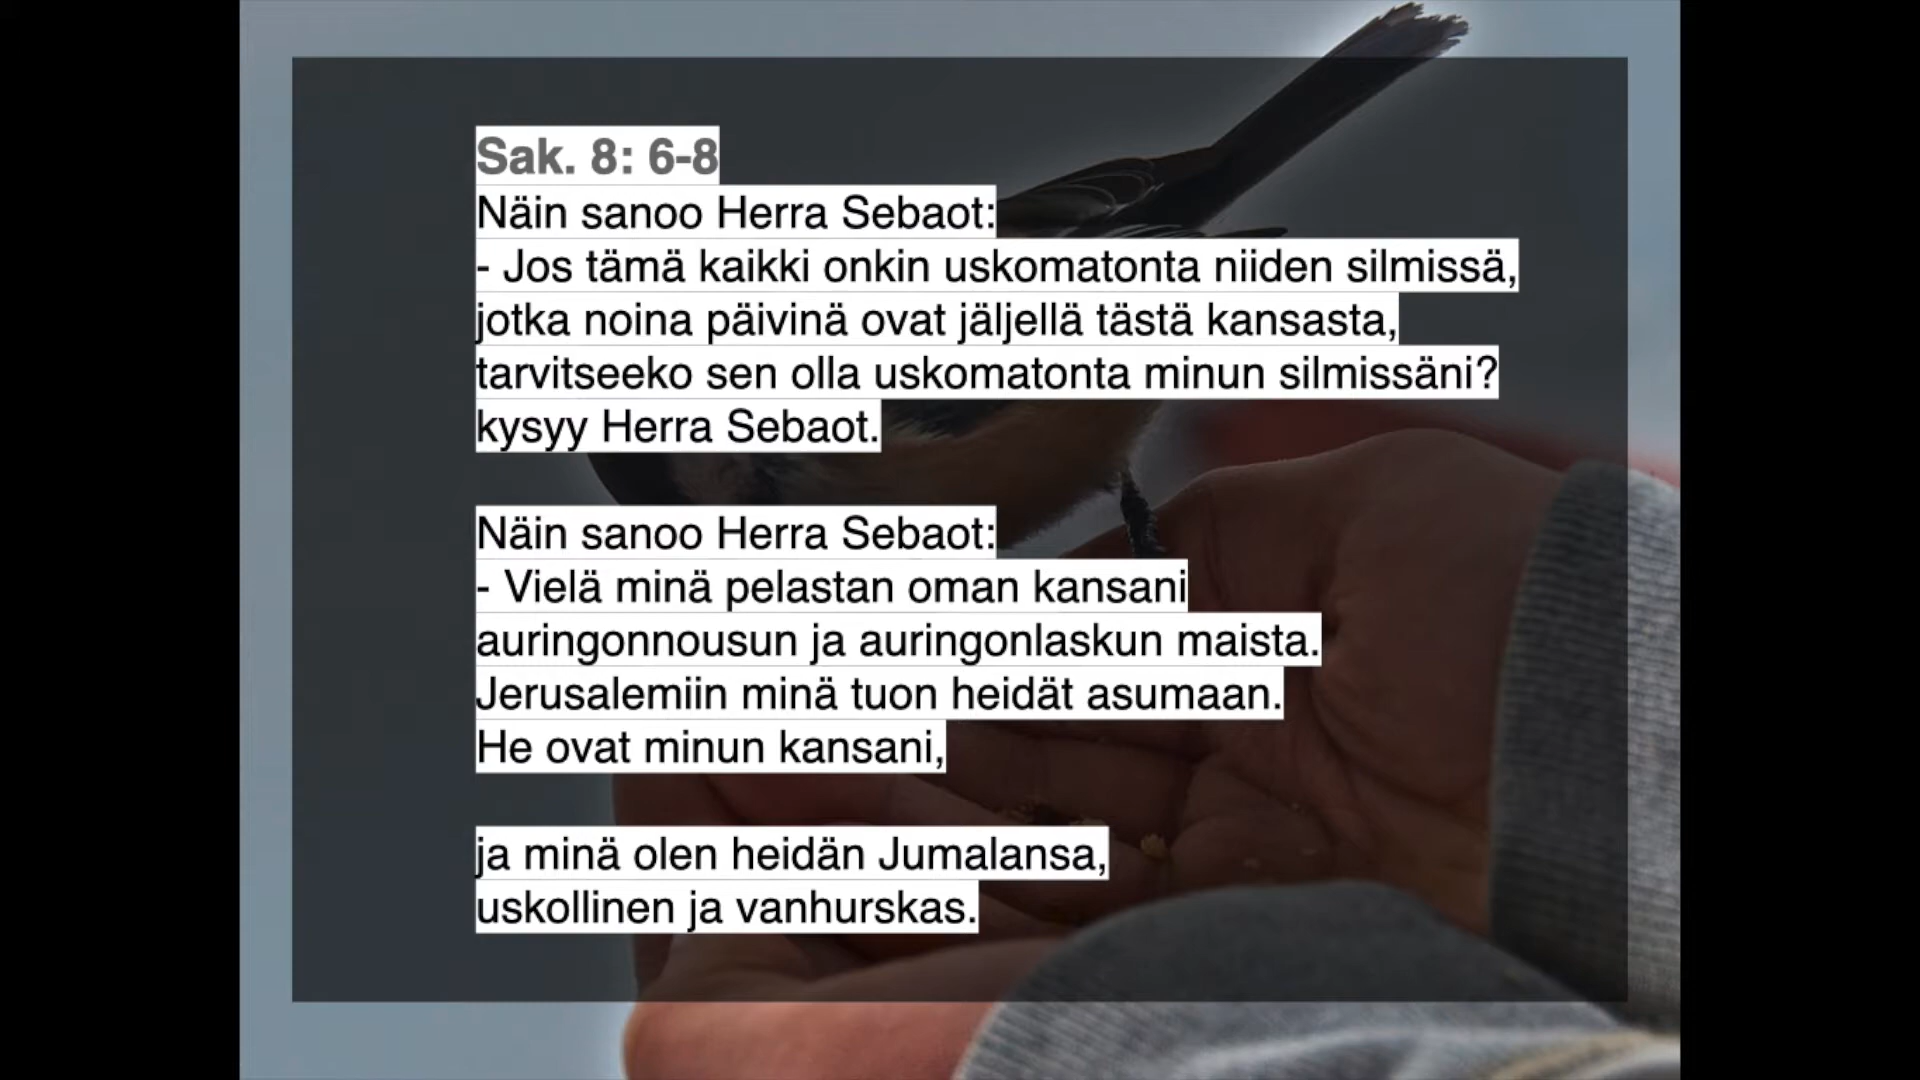 Sak. 8: 6-8
Näin sanoo Herra Sebaot:
- Jos tämä kaikki onkin uskomatonta niiden silmissä,
jotka noina päivinä ovat jäljellä tästä kansasta,
tarvitseeko sen olla uskomatonta minun silmissäni?
kysyy Herra Sebaot.
Näin sanoo Herra Sebaot:
- Vielä minä pelastan oman kansani
auringonnousun ja auringonlaskun maista.
Jerusalemiin minä tuon heidät asumaan.
He ovat minun kansani,
ja minä olen heidän Jumalansa,
uskollinen ja vanhurskas.